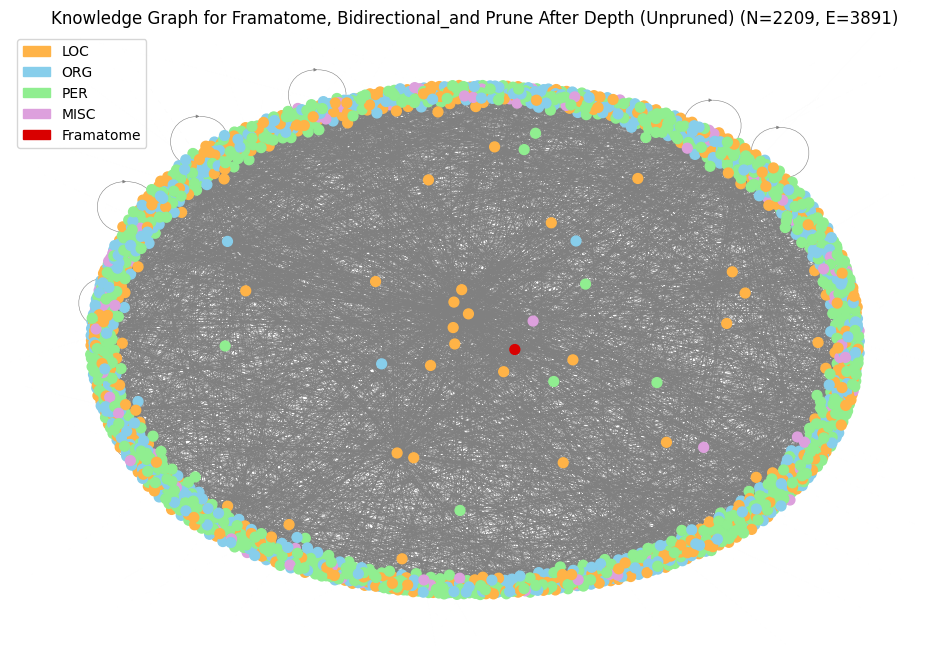 Knowledge Graph for Framatome, Bidirectional_and Prune After Depth (Unpruned) (N=2209, E=3891)
LOC
ORG
PER
MISC
Framatome